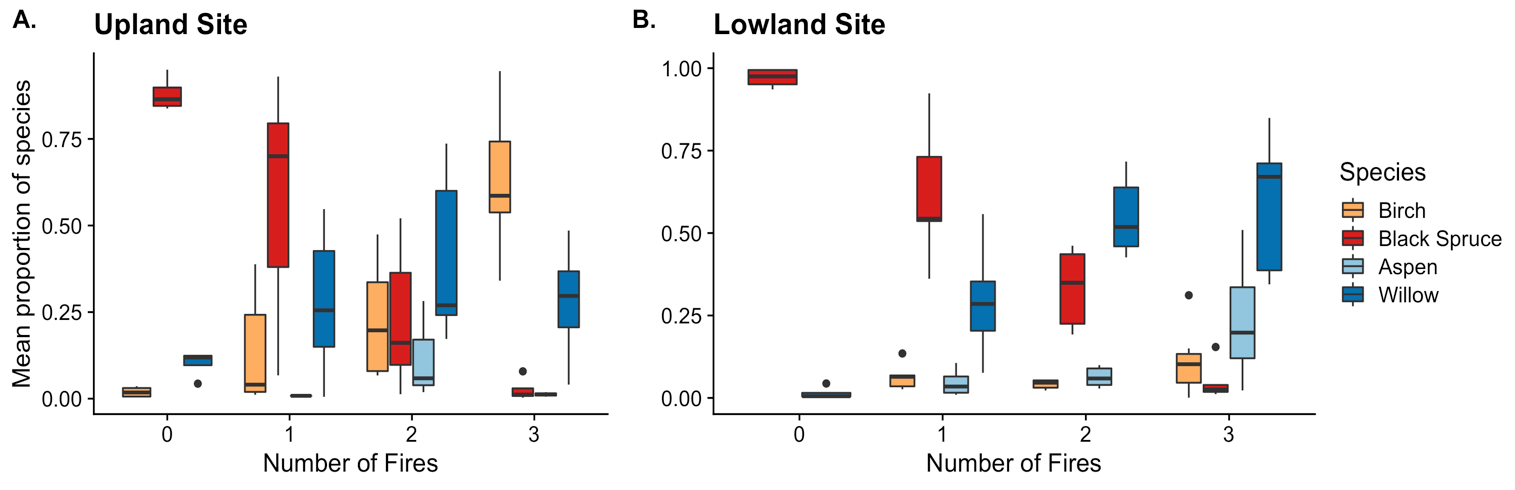 A. Upland Site
Mean proportion of species
0.75
0.50
0.25
0.00
0 1 2 3
Number of Fires
B. Lowland Site
1.00
0.75
0.50
0.25
0.00
0 1 2 3
Number of Fires
Species
Birch
Black Spruce
Aspen
Willow